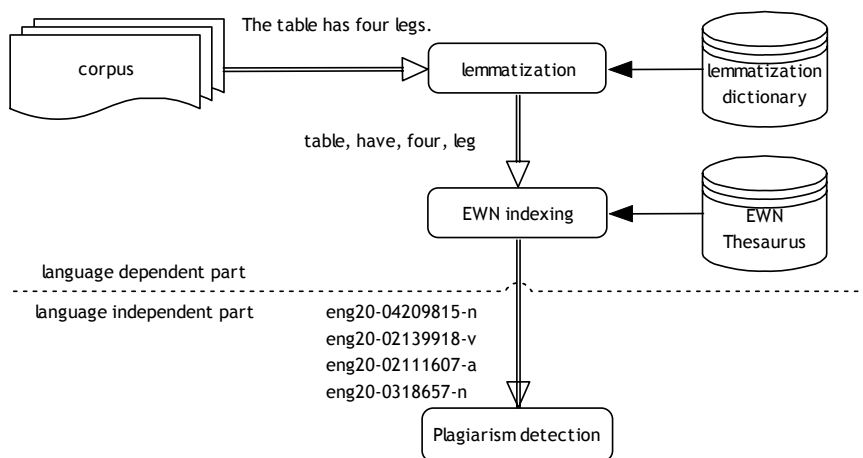 The table has four legs.
corpus
lemmatization
lemmatization
dictionary
table, have, four, leg
EWN indexing
EWN
Thesaurus
language dependent part
language independent part
eng20-04209815-n
eng20-02139918-v
eng20-02111607-a
eng20-0318657-n
Plagiarism detection